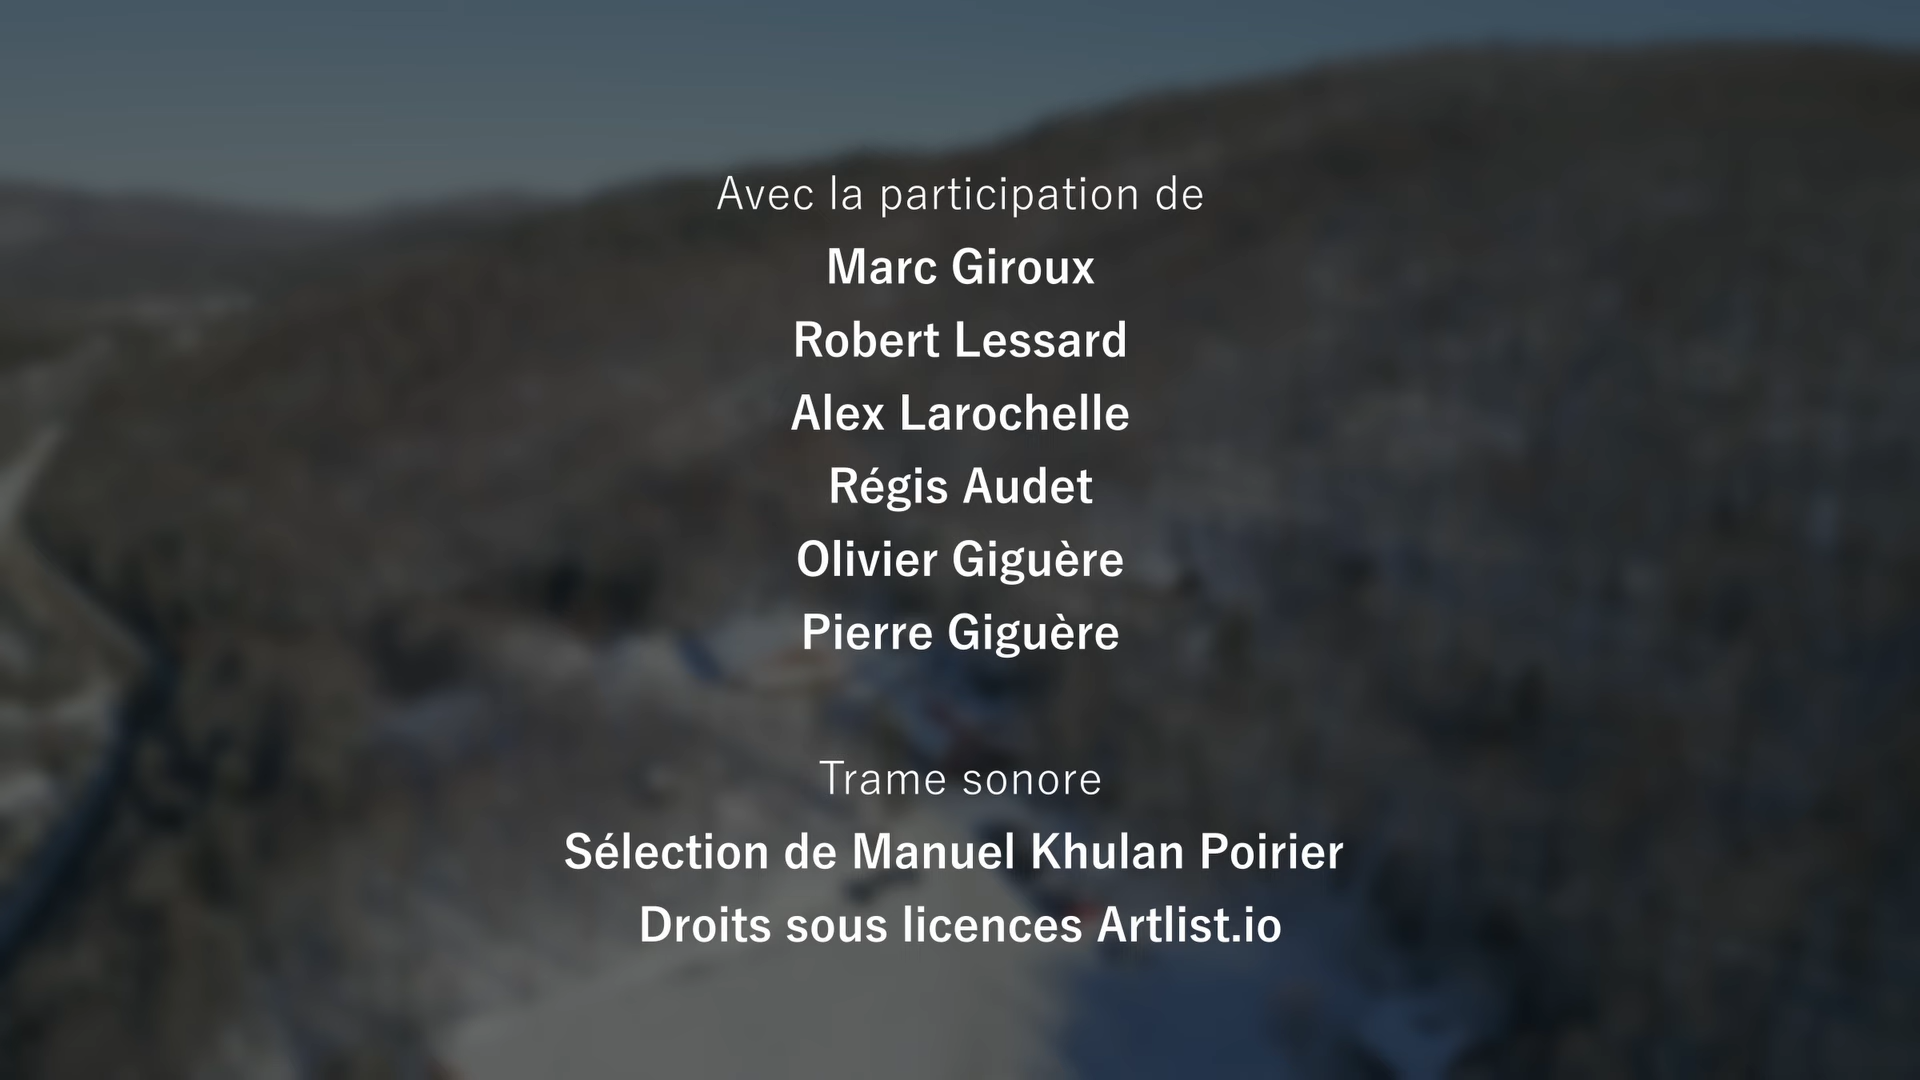 Avec la participation de
Marc Giroux
Robert Lessard
Alex Larochelle
Régis Audet
Olivier Giguère
Pierre Giguère
Trame sonore
Sélection de Manuel Khulan Poirier
Droits sous licences Artlist.io